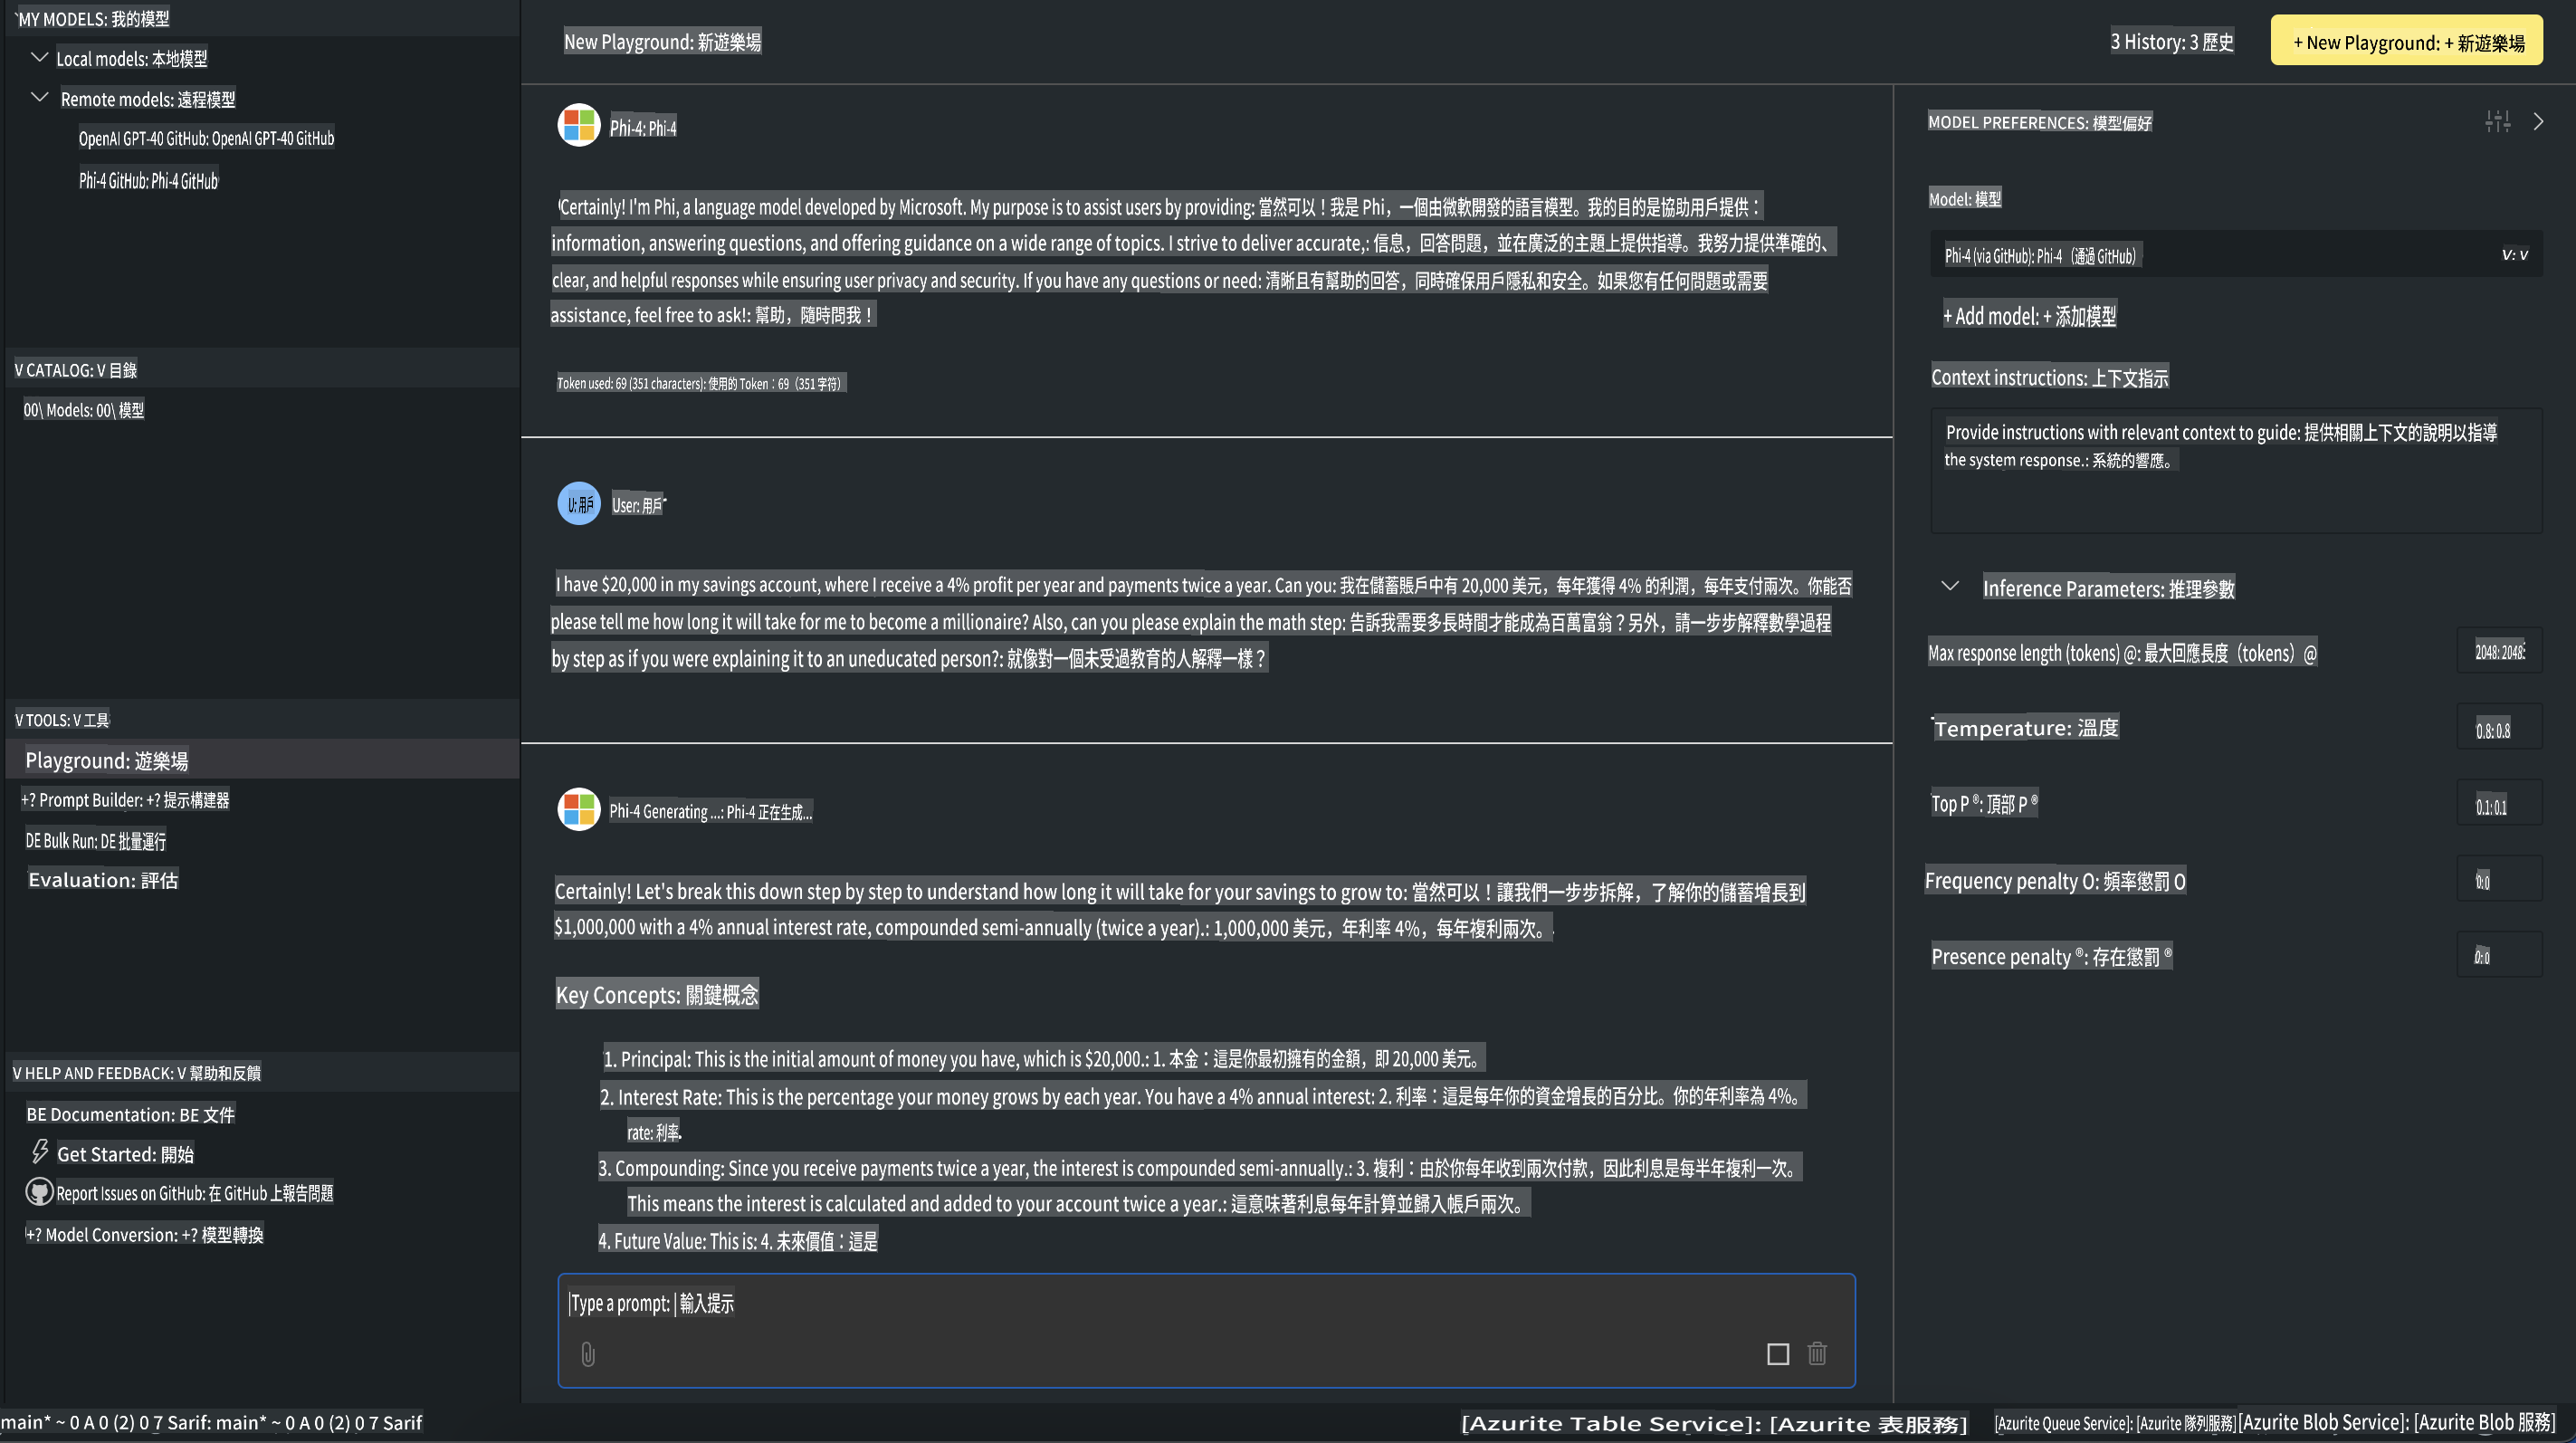 MY MODELS: 我的模型
Local models: 本地模型
Remote models: 遠程模型
OpenAI GPT-40 GitHub: OpenAI GPT-40 GitHub
Phi-4 GitHub: Phi-4 GitHub
V CATALOG: V 目錄
00\ Models: 00\ 模型
V TOOLS: V 工具
Playground: 遊樂場
+? Prompt Builder: +? 提示構建器
DE Bulk Run: DE 批量運行
Evaluation: 評估
V HELP AND FEEDBACK: V 幫助和反饋
BE Documentation: BE 文件
Get Started: 開始
Report Issues on GitHub: 在 GitHub 上報告問題
+? Model Conversion: +? 模型轉換
New Playground: 新遊樂場
3 History: 3 歷史
+ New Playground: + 新遊樂場
Phi-4: Phi-4
Certainly! I'm Phi, a language model developed by Microsoft. My purpose is to assist users by providing: 當然可以！我是 Phi，一個由微軟開發的語言模型。我的目的是協助用戶提供：
information, answering questions, and offering guidance on a wide range of topics. I strive to deliver accurate,: 信息，回答問題，並在廣泛的主題上提供指導。我努力提供準確的、
clear, and helpful responses while ensuring user privacy and security. If you have any questions or need: 清晰且有幫助的回答，同時確保用戶隱私和安全。如果您有任何問題或需要
assistance, feel free to ask!: 幫助，隨時問我！
Token used: 69 (351 characters): 使用的 Token：69（351 字符）
U: 用戶
User: 用戶
I have $20,000 in my savings account, where I receive a 4% profit per year and payments twice a year. Can you: 我在儲蓄賬戶中有 20,000 美元，每年獲得 4% 的利潤，每年支付兩次。你能否
please tell me how long it will take for me to become a millionaire? Also, can you please explain the math step: 告訴我需要多長時間才能成為百萬富翁？另外，請一步步解釋數學過程
by step as if you were explaining it to an uneducated person?: 就像對一個未受過教育的人解釋一樣？
Phi-4 Generating ...: Phi-4 正在生成...
Certainly! Let's break this down step by step to understand how long it will take for your savings to grow to: 當然可以！讓我們一步步拆解，了解你的儲蓄增長到
$1,000,000 with a 4% annual interest rate, compounded semi-annually (twice a year).: 1,000,000 美元，年利率 4%，每年複利兩次。
Key Concepts: 關鍵概念
1. Principal: This is the initial amount of money you have, which is $20,000.: 1. 本金：這是你最初擁有的金額，即 20,000 美元。
2. Interest Rate: This is the percentage your money grows by each year. You have a 4% annual interest: 2. 利率：這是每年你的資金增長的百分比。你的年利率為 4%。
rate: 利率.
3. Compounding: Since you receive payments twice a year, the interest is compounded semi-annually.: 3. 複利：由於你每年收到兩次付款，因此利息是每半年複利一次。
This means the interest is calculated and added to your account twice a year.: 這意味著利息每年計算並歸入帳戶兩次。
4. Future Value: This is: 4. 未來價值：這是
|Type a prompt: | 輸入提示
MODEL PREFERENCES: 模型偏好
Model: 模型
Phi-4 (via GitHub): Phi-4（通過 GitHub）
V: V
+ Add model: + 添加模型
Context instructions: 上下文指示
Provide instructions with relevant context to guide: 提供相關上下文的說明以指導
the system response.: 系統的響應。
Inference Parameters: 推理參數
Max response length (tokens) @: 最大回應長度（tokens）@
2048: 2048:
Temperature: 溫度
0.8: 0.8
Top P ®: 頂部 P ®
0.1: 0.1
Frequency penalty O: 頻率懲罰 O
0: 0
Presence penalty ®: 存在懲罰 ®
0: 0
main* ~ 0 A 0 (2) 0 7 Sarif: main* ~ 0 A 0 (2) 0 7 Sarif
[Azurite Table Service]: [Azurite 表服務]
[Azurite Queue Service]: [Azurite 隊列服務]
[Azurite Blob Service]: [Azurite Blob 服務]